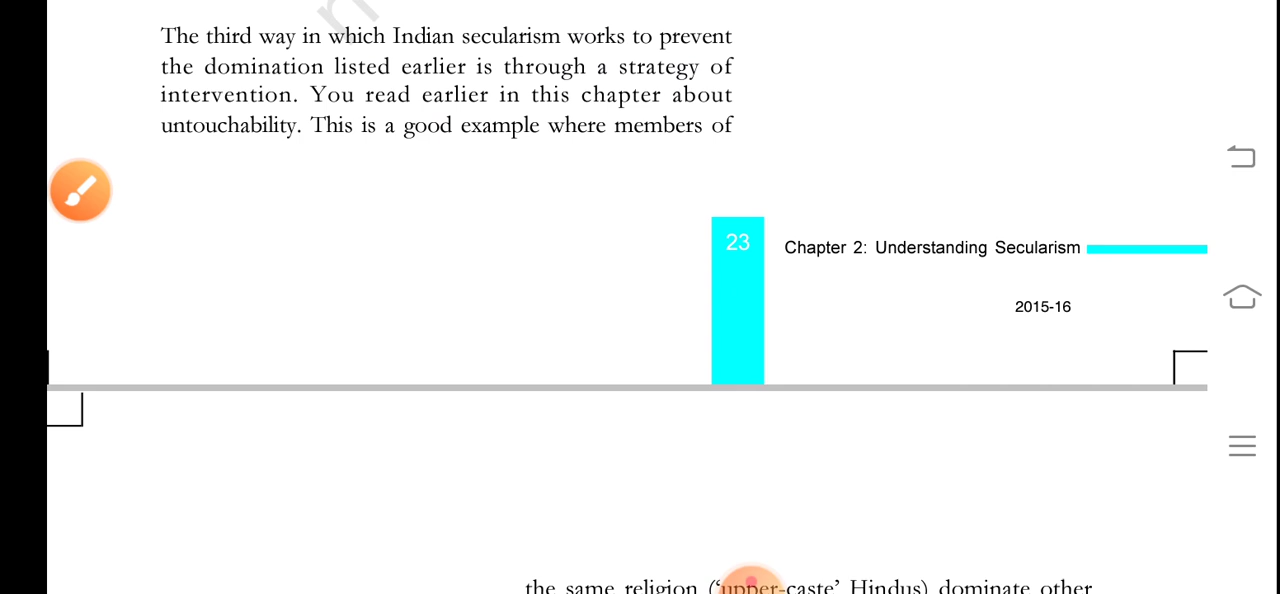 The third way in which Indian secularism works to prevent
the domination listed earlier is through a strategy of
intervention. You read earlier in this chapter about
untouchability. This is a good example where members of
23
Chapter 2: Understanding Secularism
2015-16
the same religion (‘upper-caste’ Hindus) dominate other